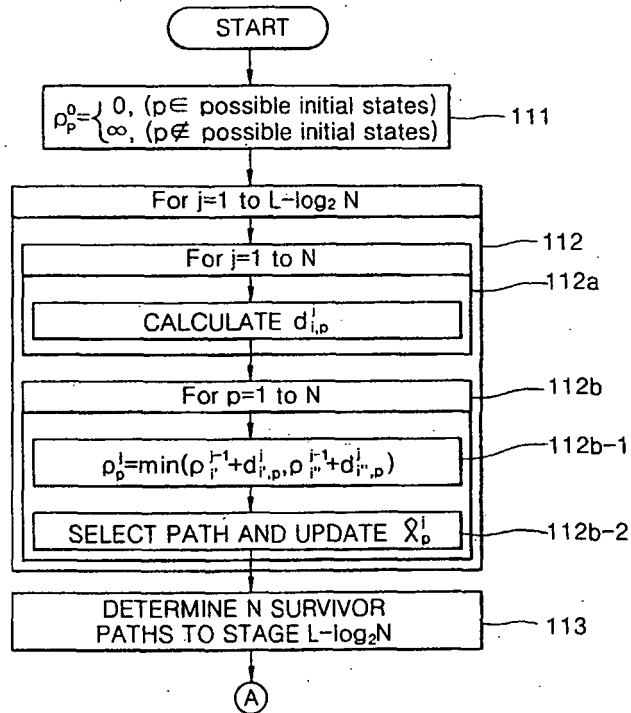 START
ρ_p^0 = { 0, (p∈ possible initial states)
∞, (p∉ possible initial states)
111
For j=1 to L-log₂ N
112
For j=1 to N
112a
CALCULATE d_{i,p}^j
For p=1 to N
112b
ρ_p^j=min(ρ_{i'}^{j-1}+d_{i',p}^j, ρ_{i''}^{j-1}+d_{i'',p}^j)
112b-1
SELECT PATH AND UPDATE x̂_p^j
112b-2
DETERMINE N SURVIVOR
PATHS TO STAGE L-log₂N
113
A